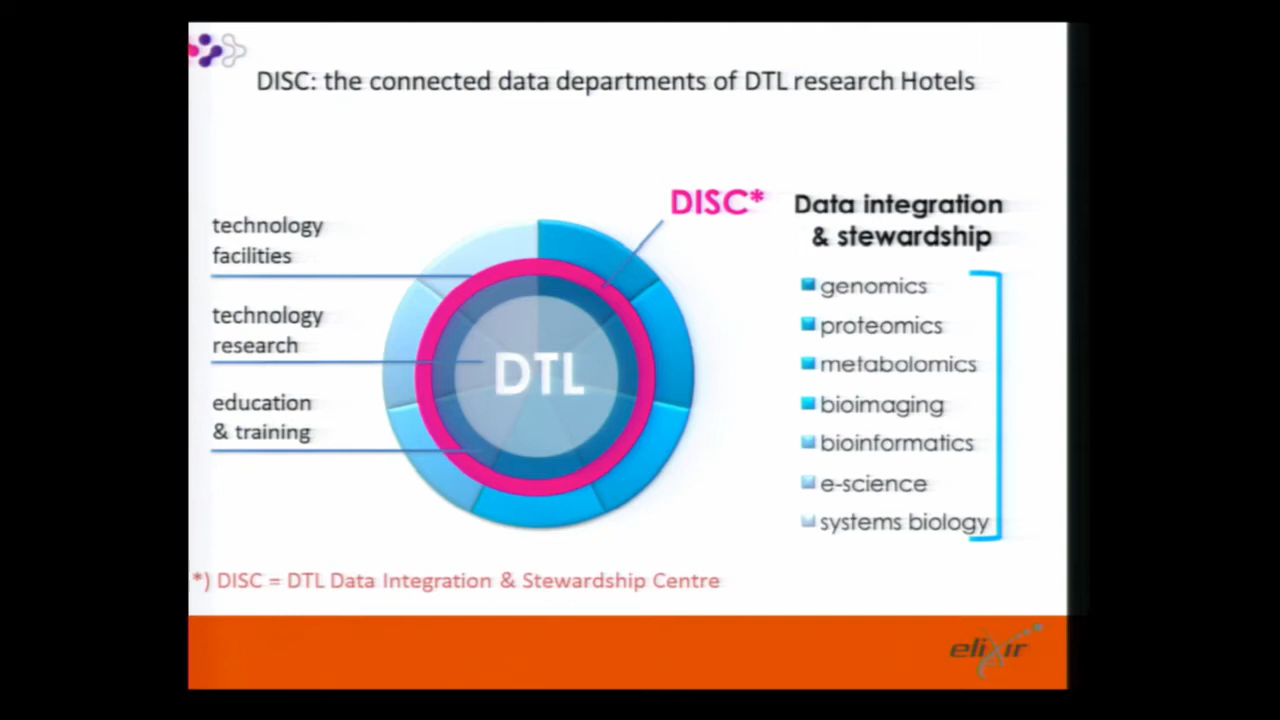 DISC: the connected data departments of DTL research Hotels
technology
facilities
technology
research
education
& training
DTL
DISC*
Data integration
& stewardship
genomics
proteomics
metabolomics
bioimaging
bioinformatics
e-science
systems biology
*) DISC = DTL Data Integration & Stewardship Centre
elixir